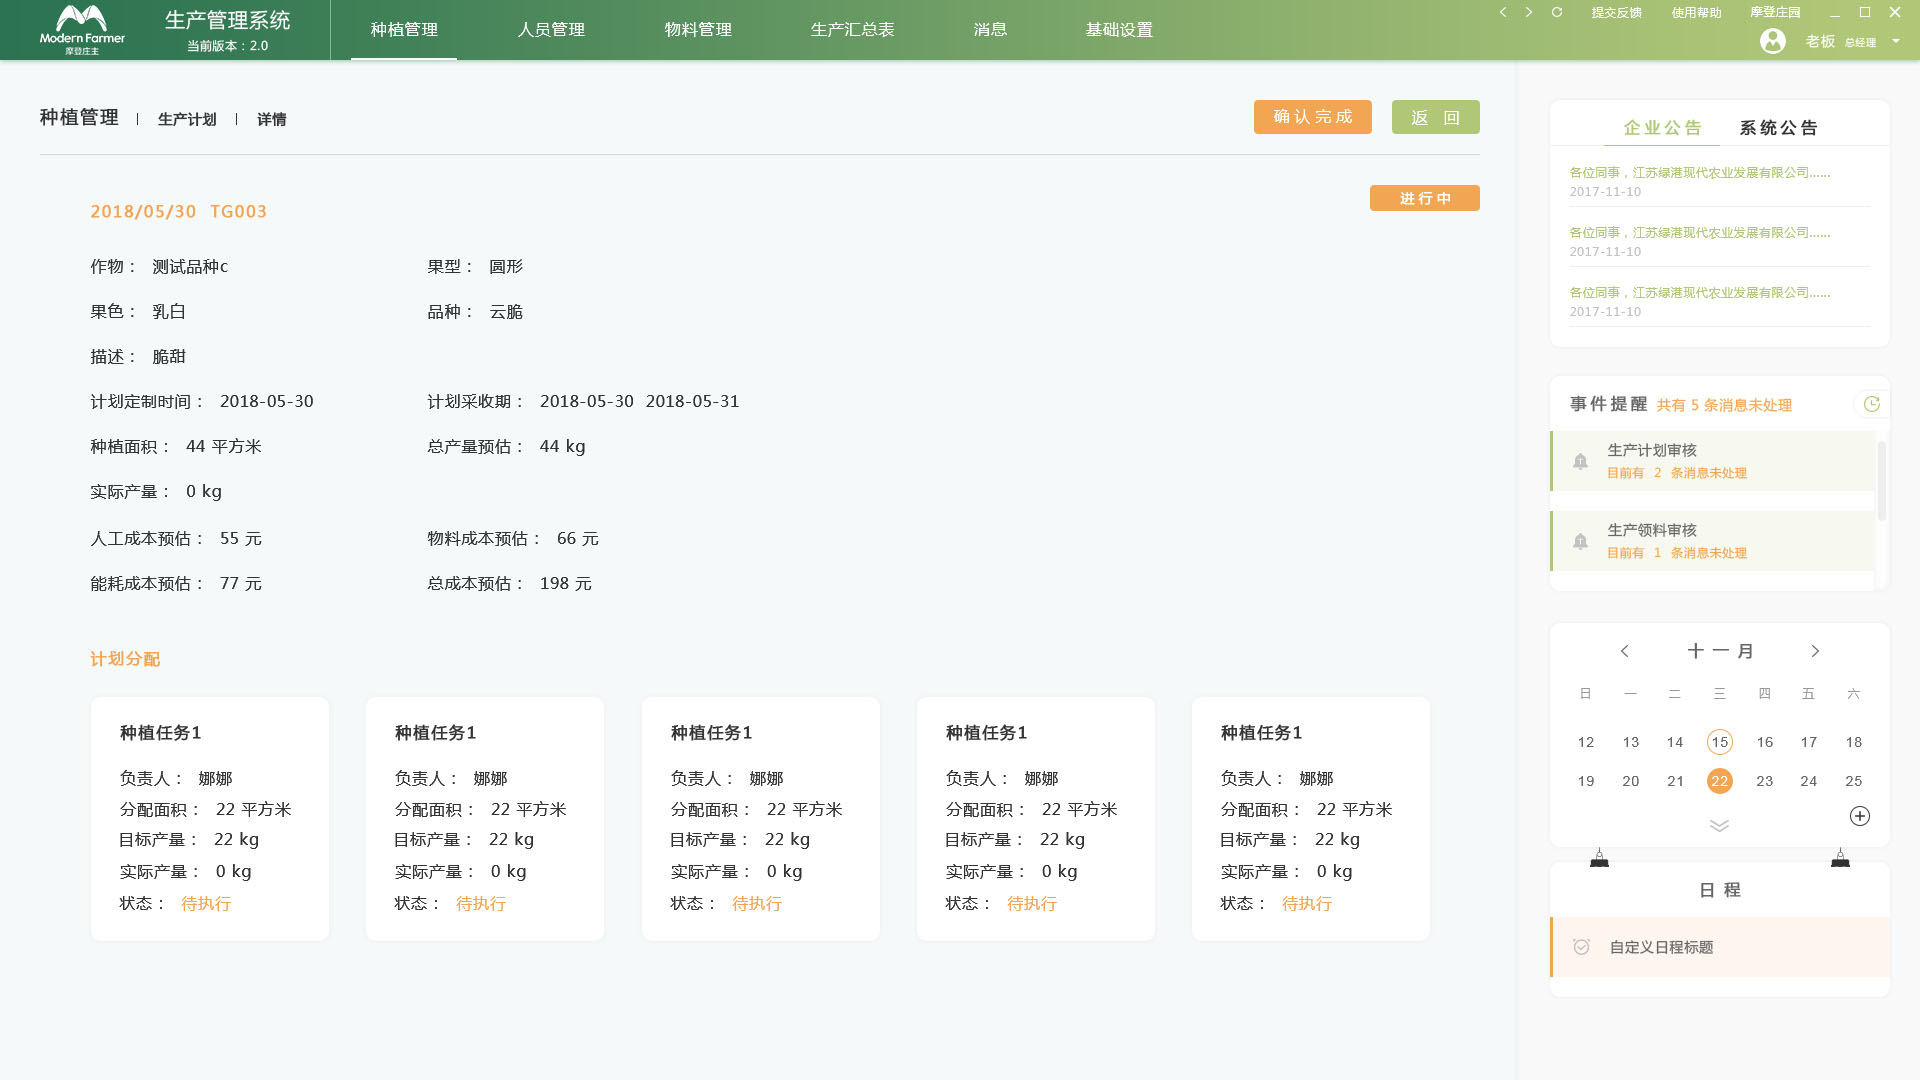 Modern Farmer
摩登庄主
生产管理系统
当前版本：2.0
种植管理
人员管理
物料管理
生产汇总表
消息
基础设置
提交反馈
使用帮助
摩登庄园
老板 总经理
种植管理 | 生产计划 | 详情
确认完成
返 回
2018/05/30 TG003
进行中
作物： 测试品种c
果型： 圆形
果色： 乳白
品种： 云脆
描述： 脆甜
计划定制时间： 2018-05-30
计划采收期： 2018-05-30 2018-05-31
种植面积： 44 平方米
总产量预估： 44 kg
实际产量： 0 kg
人工成本预估： 55 元
物料成本预估： 66 元
能耗成本预估： 77 元
总成本预估： 198 元
计划分配
种植任务1
负责人： 娜娜
分配面积： 22 平方米
目标产量： 22 kg
实际产量： 0 kg
状态： 待执行
种植任务1
负责人： 娜娜
分配面积： 22 平方米
目标产量： 22 kg
实际产量： 0 kg
状态： 待执行
种植任务1
负责人： 娜娜
分配面积： 22 平方米
目标产量： 22 kg
实际产量： 0 kg
状态： 待执行
种植任务1
负责人： 娜娜
分配面积： 22 平方米
目标产量： 22 kg
实际产量： 0 kg
状态： 待执行
种植任务1
负责人： 娜娜
分配面积： 22 平方米
目标产量： 22 kg
实际产量： 0 kg
状态： 待执行
企业公告
系统公告
各位同事，江苏绿港现代农业发展有限公司......
2017-11-10
各位同事，江苏绿港现代农业发展有限公司......
2017-11-10
各位同事，江苏绿港现代农业发展有限公司......
2017-11-10
事件提醒 共有 5 条消息未处理
生产计划审核
目前有 2 条消息未处理
生产领料审核
目前有 1 条消息未处理
十一月
日 一 二 三 四 五 六
12 13 14 15 16 17 18
19 20 21 22 23 24 25
日 程
自定义日程标题